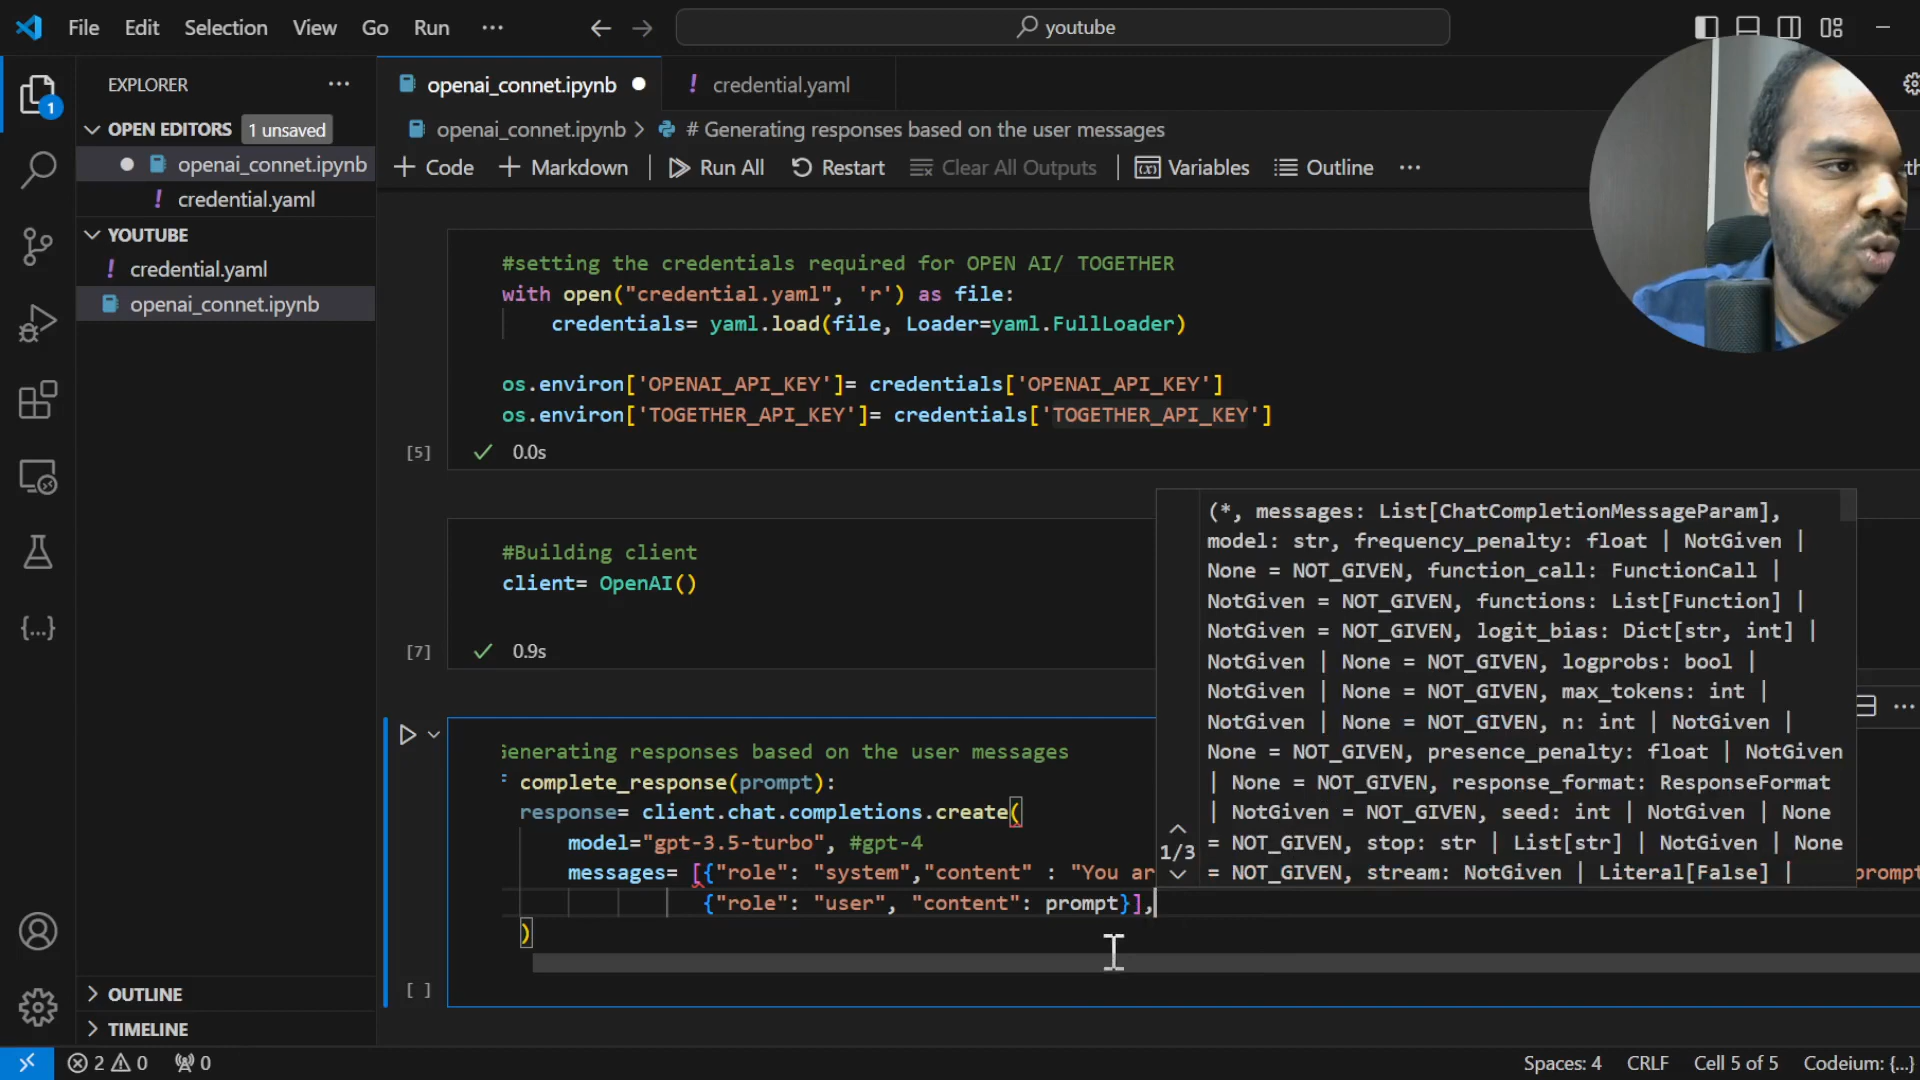 File Edit Selection View Go Run ···
youtube
EXPLORER ···
OPEN EDITORS 1 unsaved
openai_connet.ipynb
! credential.yaml
YOUTUBE
! credential.yaml
openai_connet.ipynb
OUTLINE
TIMELINE
1
openai_connet.ipynb ! credential.yaml
openai_connet.ipynb > # Generating responses based on the user messages
+ Code + Markdown Run All Restart Clear All Outputs Variables Outline ···
#setting the credentials required for OPEN AI/ TOGETHER
with open("credential.yaml", 'r') as file:
credentials= yaml.load(file, Loader=yaml.FullLoader)
os.environ['OPENAI_API_KEY']= credentials['OPENAI_API_KEY']
os.environ['TOGETHER_API_KEY']= credentials['TOGETHER_API_KEY']
[5] ✓ 0.0s
#Building client
client= OpenAI()
[7] ✓ 0.9s
Generating responses based on the user messages
complete_response(prompt):
response= client.chat.completions.create(
model="gpt-3.5-turbo", #gpt-4
messages= [{"role": "system","content" : "You ar
prompt
{"role": "user", "content": prompt}],
)
[ ]
(*, messages: List[ChatCompletionMessageParam],
model: str, frequency_penalty: float | NotGiven |
None = NOT_GIVEN, function_call: FunctionCall |
NotGiven = NOT_GIVEN, functions: List[Function] |
NotGiven = NOT_GIVEN, logit_bias: Dict[str, int] |
NotGiven | None = NOT_GIVEN, logprobs: bool |
NotGiven | None = NOT_GIVEN, max_tokens: int |
NotGiven | None = NOT_GIVEN, n: int | NotGiven |
None = NOT_GIVEN, presence_penalty: float | NotGiven
| None = NOT_GIVEN, response_format: ResponseFormat
| NotGiven = NOT_GIVEN, seed: int | NotGiven | None
= NOT_GIVEN, stop: str | List[str] | NotGiven | None
= NOT_GIVEN, stream: NotGiven | Literal[False] |
1/3
2 0 0
Spaces: 4 CRLF Cell 5 of 5 Codeium: {...}